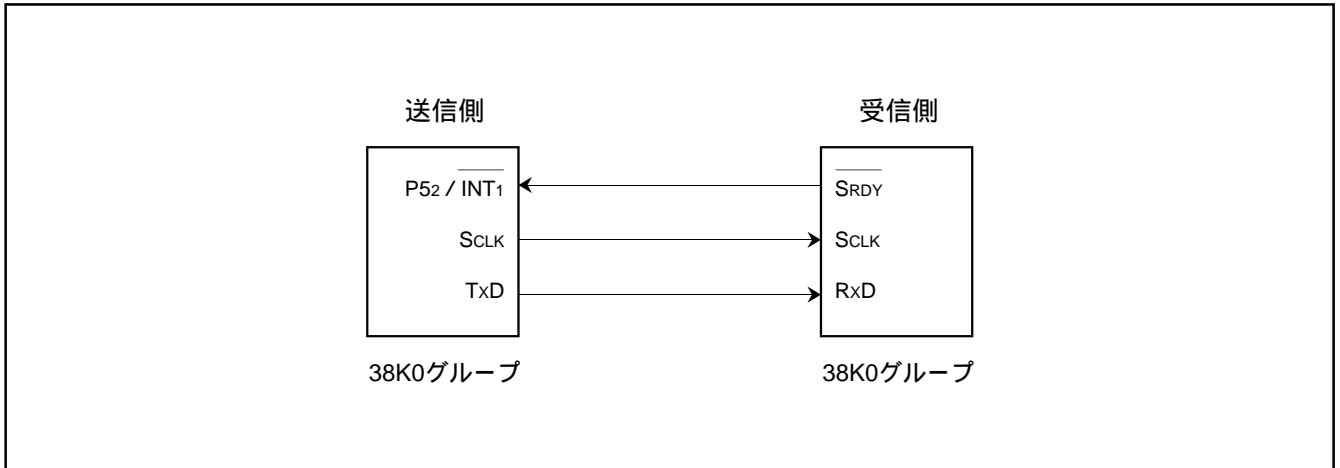 送信側 受信側
P52 / INT1 SRDY
SCLK SCLK
TxD RxD
38K0グループ 38K0グループ